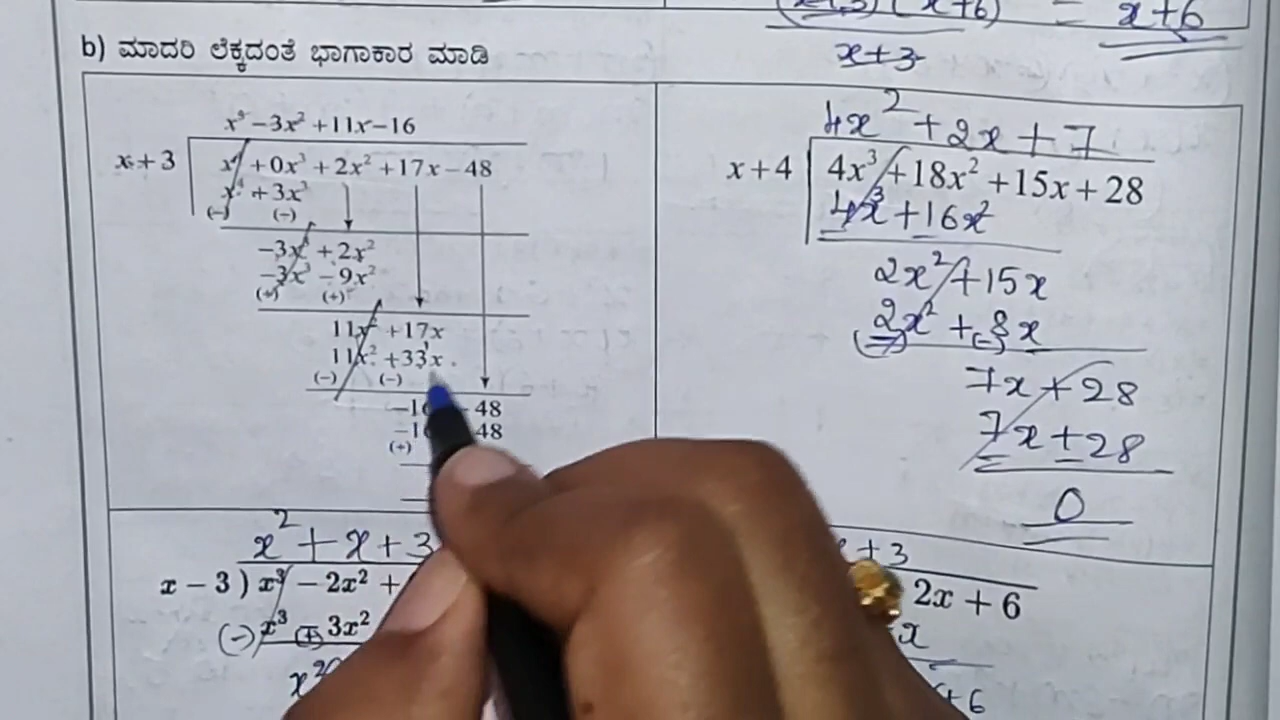 (x+6) = x+6
x+3
b) ಮಾದರಿ ಲೆಕ್ಕದಂತೆ ಭಾಗಾಕಾರ ಮಾಡಿ
x³ −3x² +11x−16
x+3
x⁴ +0x³ +2x² +17x −48
x⁴ +3x³
(−) (−)
−3x³ +2x²
−3x³ −9x²
(+) (+)
11x² +17x
11x² +33x
(−) (−)
48
48
(+)
4x² +2x +7
x+4
4x³ +18x² +15x + 28
4x³ +16x²
2x² +15x
2x² + 8x
(−) (−)
7x + 28
7x + 28
0
x² + x + 3
x − 3 ) x³ − 2x² +
(−) x³ 3x²
+ 3
2x + 6
x
+6